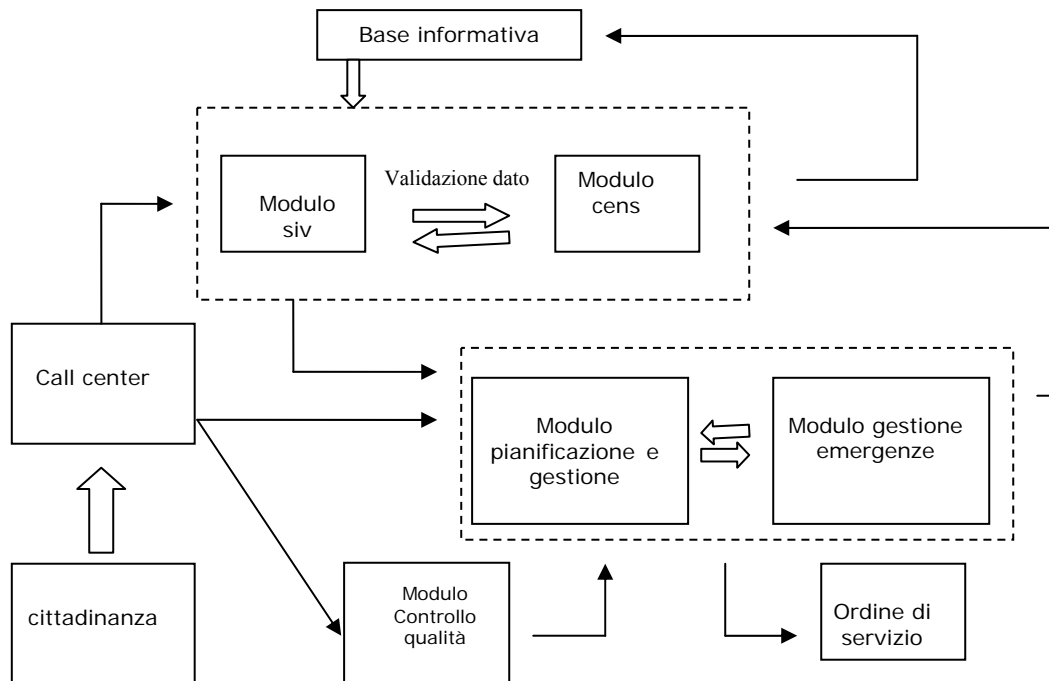 Base informativa
Validazione dato
Modulo
siv
Modulo
cens
Call center
Modulo
pianificazione e
gestione
Modulo gestione
emergenze
cittadinanza
Modulo
Controllo
qualità
Ordine di
servizio